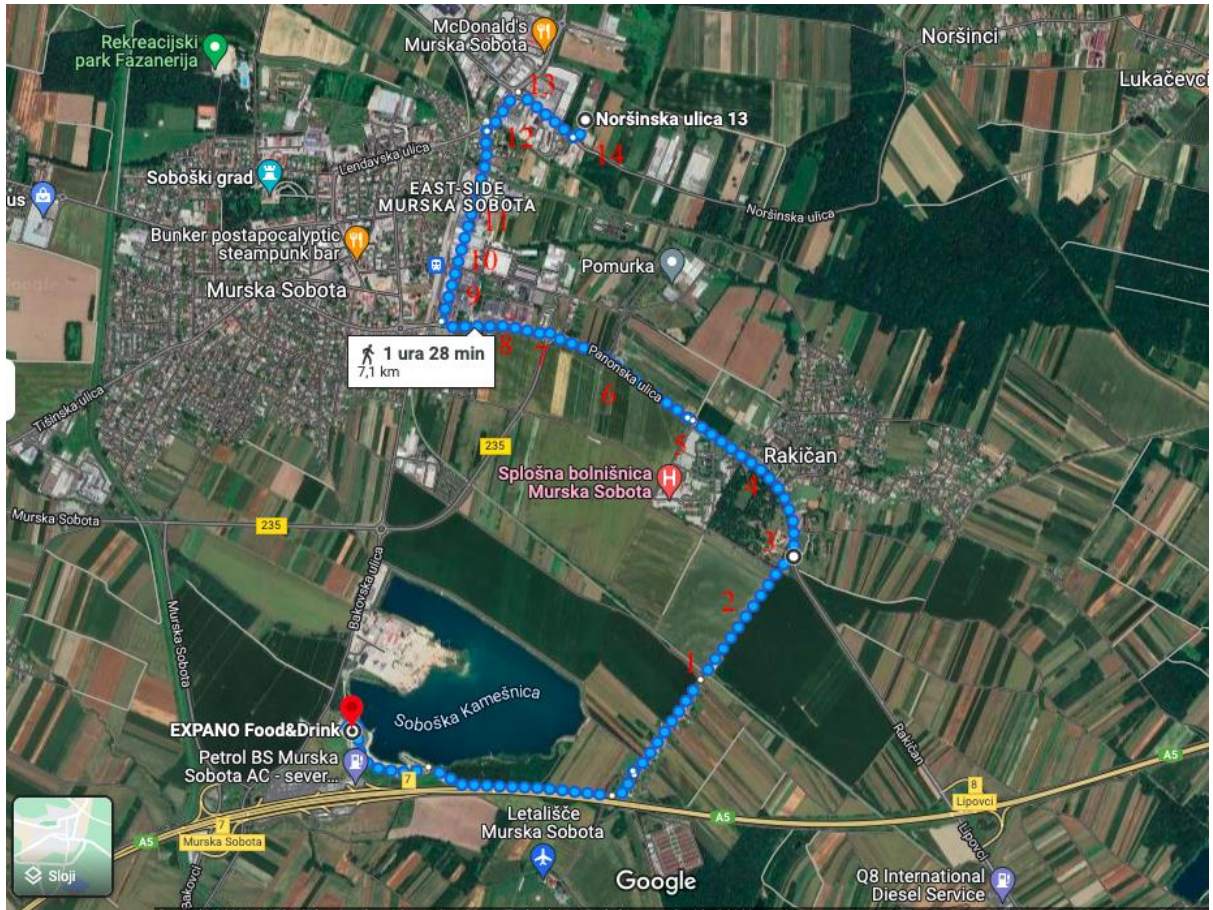 McDonald's
Murska Sobota
Rekreacijski
park Fazanerija
Noršinci
Lukačevci
13
Noršinska ulica 13
12
14
Lendavska ulica
Soboški grad
us
EAST-SIDE
MURSKA SOBOTA
Noršinska ulica
11
Bunker postapocalyptic
steampunk bar
10
Pomurka
Murska Sobota
9
8
7
1 ura 28 min
7,1 km
Panonska ulica
6
Tišinska ulica
235
5
Rakičan
Splošna bolnišnica
Murska Sobota
H
4
Murska Sobota
235
3
Bakovska ulica
2
Murska Sobota
1
Soboška Kamešnica
EXPANO Food&Drink
Rakičan
Petrol BS Murska
Sobota AC - sever...
7
A5
8
Lipovci
Letališče
Murska Sobota
A5
7
Murska Sobota
A5
Lipovci
Sloji
Bakovci
Google
Q8 International
Diesel Service